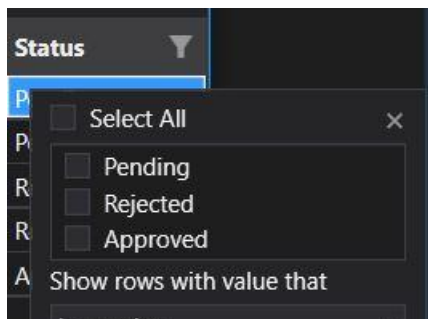 Status
Select All
Pending
Rejected
Approved
Show rows with value that